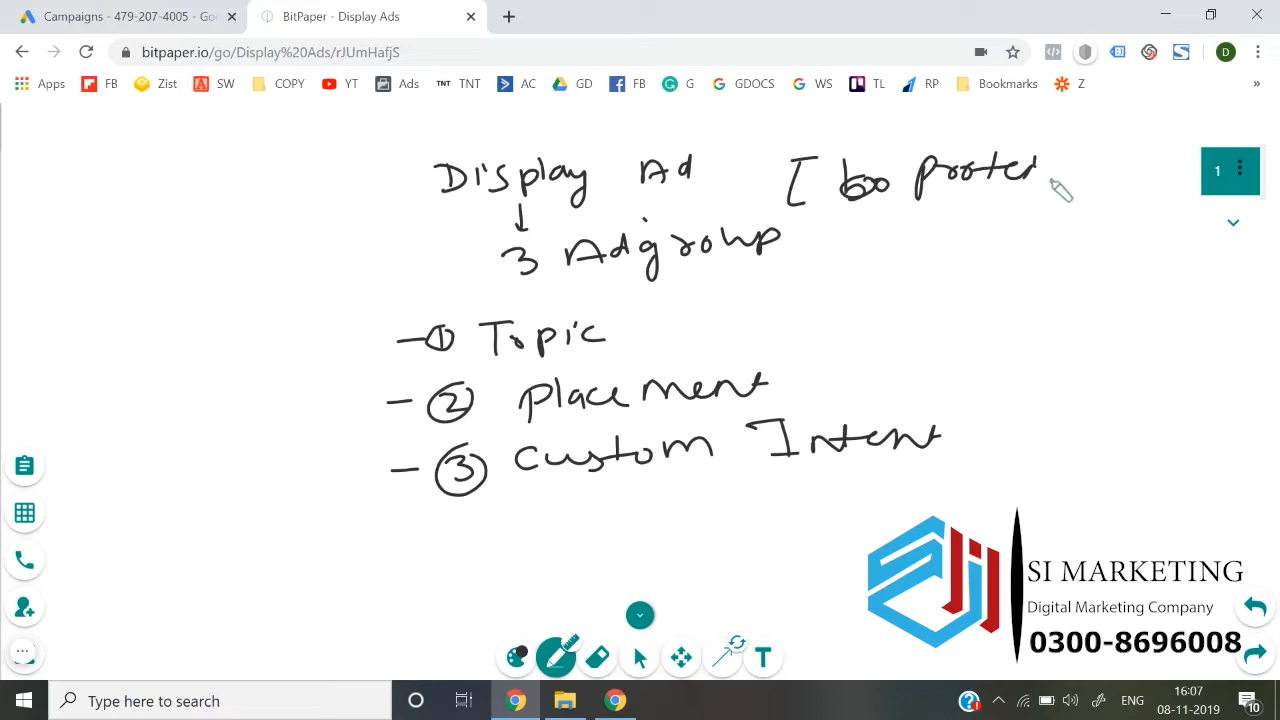 Campaigns - 479-207-4005 - Goo
BitPaper - Display Ads
bitpaper.io/go/Display%20Ads/rJUmHafjS
D
Apps FB Zist SW COPY YT Ads TNT TNT AC GD FB G GDOCS WS TL RP Bookmarks Z »
Display Ad [
1
↓
3 Adgroup
- ① Topic
- ② Placement
- ③ Custom Intent
SI MARKETING
Digital Marketing Company
0300-8696008
T
Type here to search
ENG
16:07
08-11-2019
10